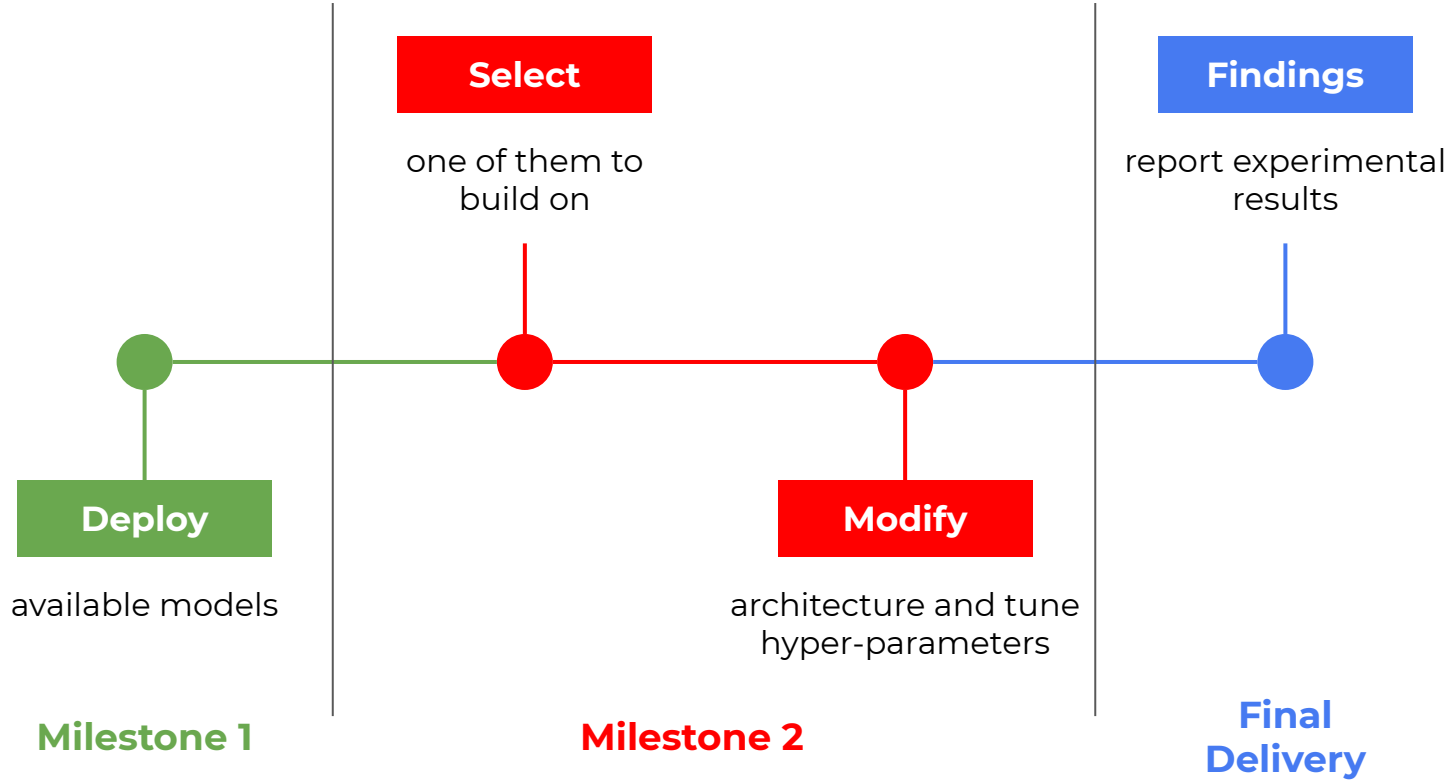 Select
one of them to
build on
Findings
report experimental
results
Deploy
available models
Modify
architecture and tune
hyper-parameters
Milestone 1
Milestone 2
Final
Delivery